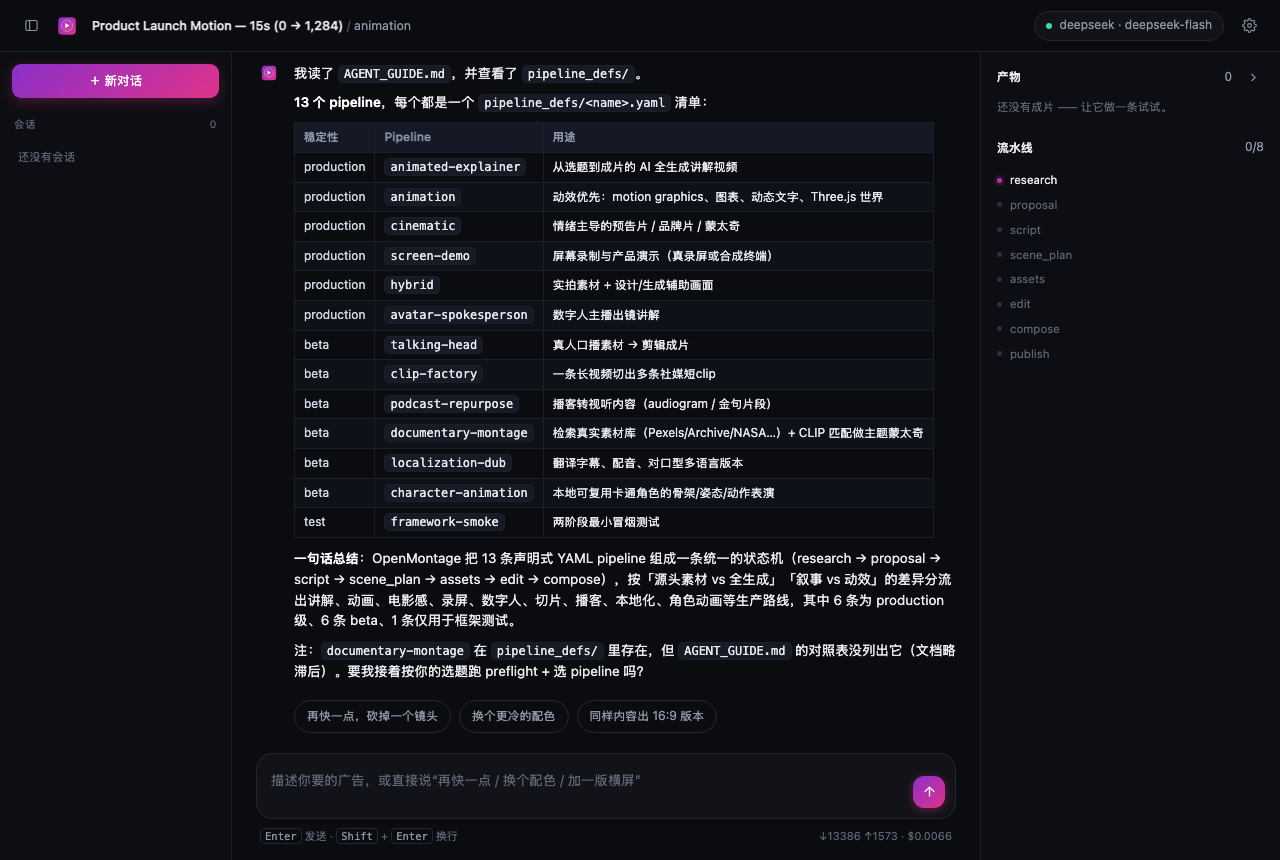 Product Launch Motion — 15s (0 → 1,284) / animation
deepseek · deepseek-flash
+ 新对话
会话 0
还没有会话
我读了 AGENT_GUIDE.md，并查看了 pipeline_defs/ 。
13 个 pipeline，每个都是一个 pipeline_defs/<name>.yaml 清单：
稳定性 Pipeline 用途
production animated-explainer 从选题到成片的 AI 全生成讲解视频
production animation 动效优先：motion graphics、图表、动态文字、Three.js 世界
production cinematic 情绪主导的预告片 / 品牌片 / 蒙太奇
production screen-demo 屏幕录制与产品演示（真录屏或合成终端）
production hybrid 实拍素材 + 设计/生成辅助画面
production avatar-spokesperson 数字人主播出镜讲解
beta talking-head 真人口播素材 → 剪辑成片
beta clip-factory 一条长视频切出多条社媒短clip
beta podcast-repurpose 播客转视听内容（audiogram / 金句片段）
beta documentary-montage 检索真实素材库（Pexels/Archive/NASA…）+ CLIP 匹配做主题蒙太奇
beta localization-dub 翻译字幕、配音、对口型多语言版本
beta character-animation 本地可复用卡通角色的骨架/姿态/动作表演
test framework-smoke 两阶段最小冒烟测试
一句话总结：OpenMontage 把 13 条声明式 YAML pipeline 组成一条统一的状态机（research → proposal →
script → scene_plan → assets → edit → compose），按「源头素材 vs 全生成」「叙事 vs 动效」的差异分流
出讲解、动画、电影感、录屏、数字人、切片、播客、本地化、角色动画等生产路线，其中 6 条为 production
级、6 条 beta、1 条仅用于框架测试。
注： documentary-montage 在 pipeline_defs/ 里存在，但 AGENT_GUIDE.md 的对照表没列出它（文档略
滞后）。要我接着按你的选题跑 preflight + 选 pipeline 吗？
再快一点，砍掉一个镜头 换个更冷的配色 同样内容出 16:9 版本
描述你要的广告，或直接说“再快一点 / 换个配色 / 加一版横屏”
Enter 发送 · Shift + Enter 换行
↓13386 ↑1573 · $0.0066
产物 0
还没有成片 —— 让它做一条试试。
流水线 0/8
research
proposal
script
scene_plan
assets
edit
compose
publish